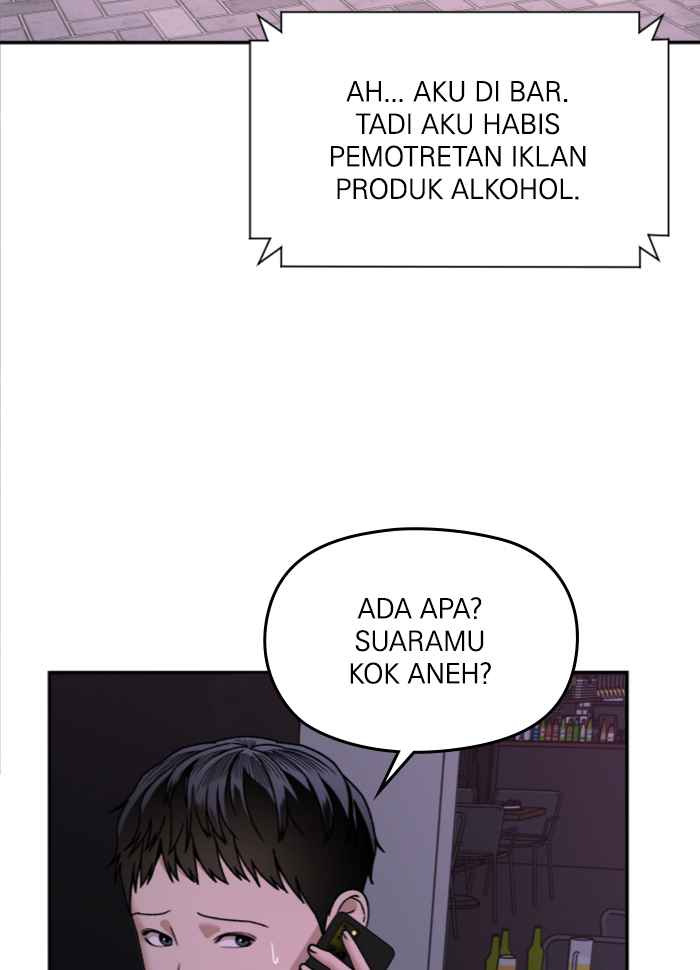 AH... AKU DI BAR.
TADI AKU HABIS
PEMOTRETAN IKLAN
PRODUK ALKOHOL.
ADA APA?
SUARAMU
KOK ANEH?